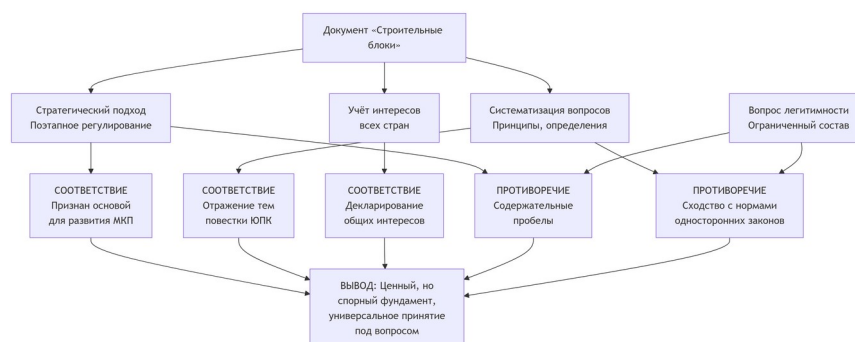 Документ «Строительные
блоки»
Стратегический подход
Поэтапное регулирование
Учёт интересов
всех стран
Систематизация вопросов
Принципы, определения
Вопрос легитимности
Ограниченный состав
СООТВЕТСТВИЕ
Признан основой
для развития МКП
СООТВЕТСТВИЕ
Отражение тем
повестки ЮПК
СООТВЕТСТВИЕ
Декларирование
общих интересов
ПРОТИВОРЕЧИЕ
Содержательные
пробелы
ПРОТИВОРЕЧИЕ
Сходство с нормами
односторонних законов
ВЫВОД: Ценный, но
спорный фундамент,
универсальное принятие
под вопросом